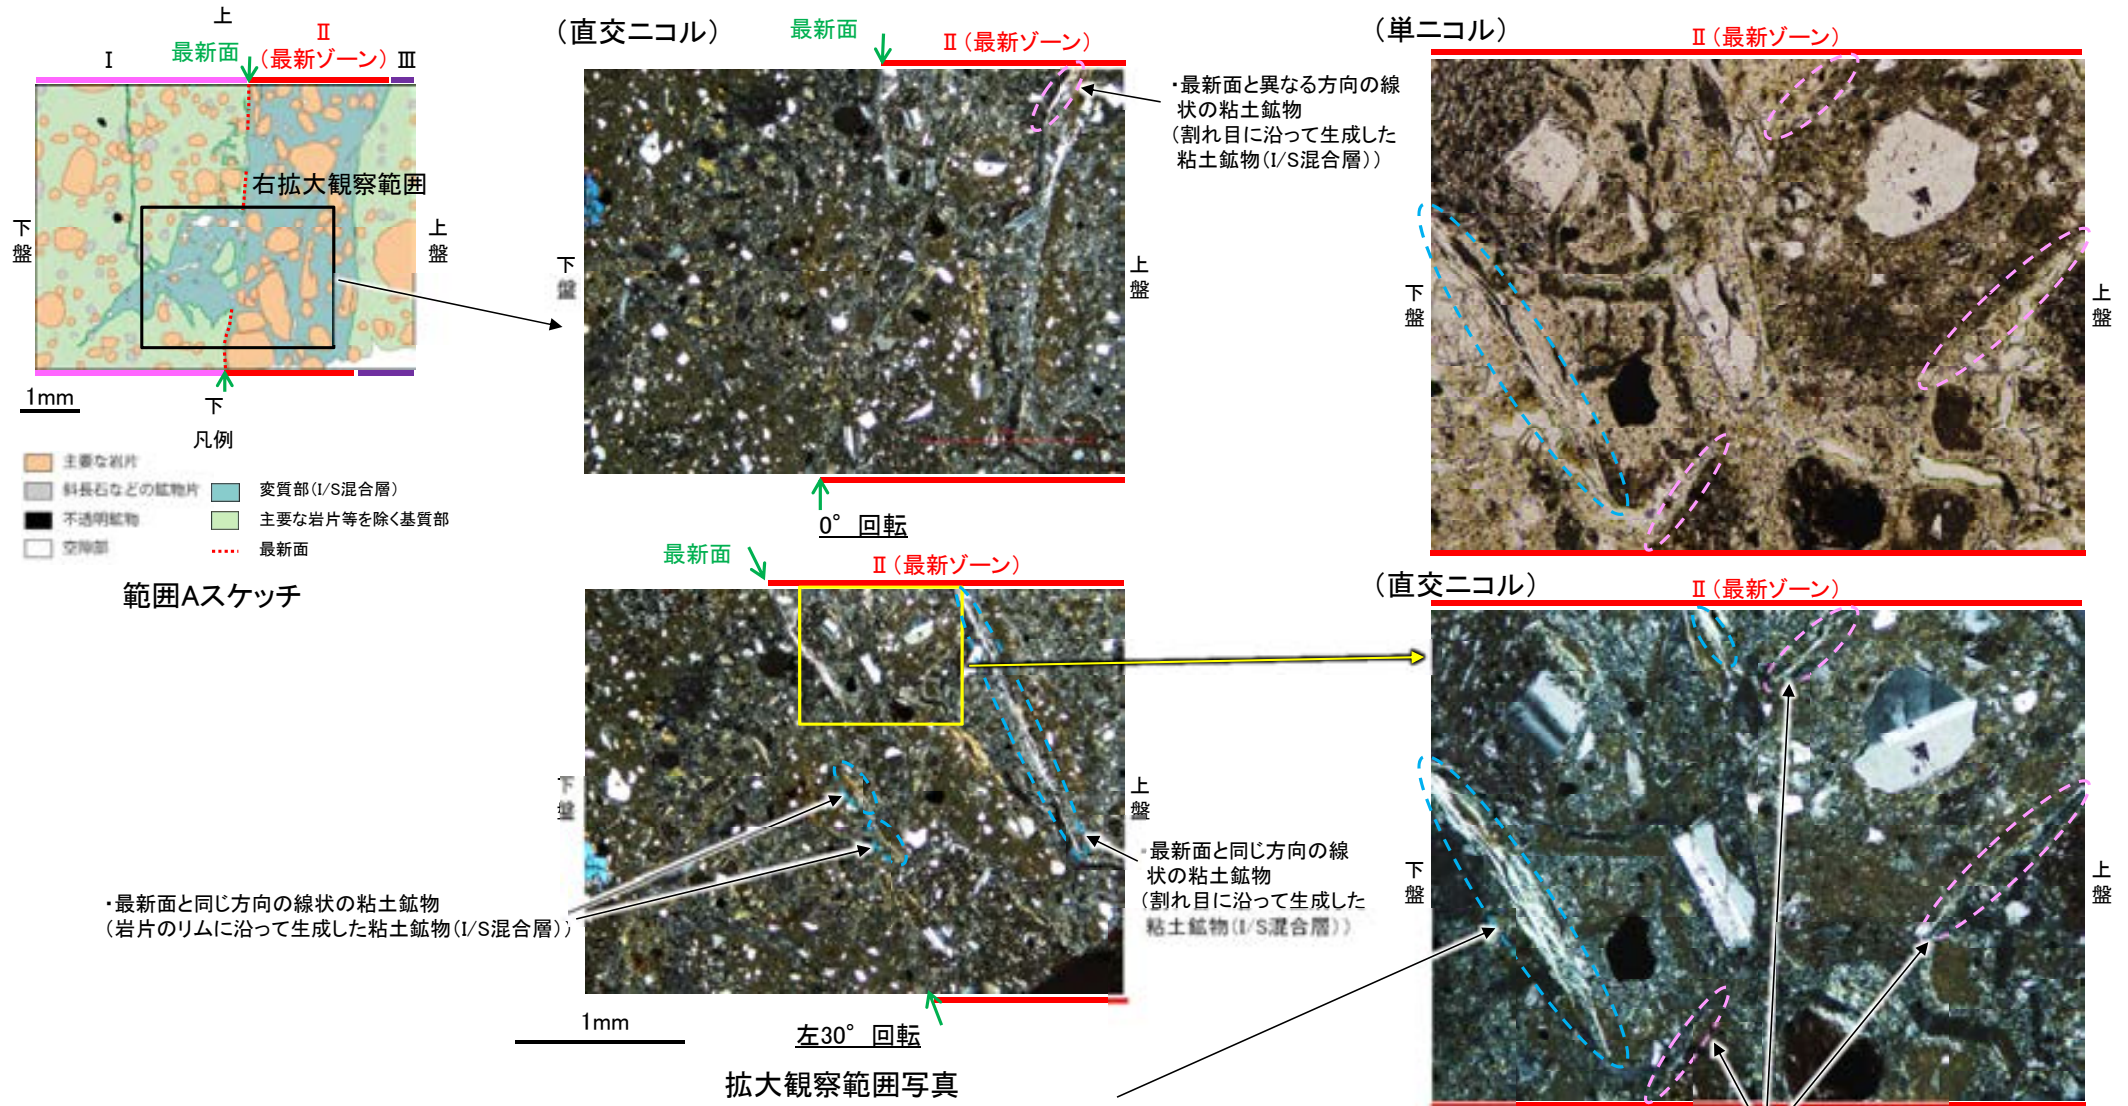 上
Ⅰ
最新面
Ⅱ
(最新ゾーン)
Ⅲ
右拡大観察範囲
下盤
上盤
1mm
下
凡例
主要な岩片
斜長石などの鉱物片
不透明鉱物
空隙部
変質部(I/S混合層)
主要な岩片等を除く基質部
最新面
範囲Aスケッチ
(直交ニコル)
最新面
Ⅱ(最新ゾーン)
・最新面と異なる方向の線
状の粘土鉱物
(割れ目に沿って生成した
粘土鉱物(I/S混合層))
下盤
上盤
0° 回転
最新面
Ⅱ(最新ゾーン)
下盤
上盤
・最新面と同じ方向の線状の粘土鉱物
(岩片のリムに沿って生成した粘土鉱物(I/S混合層))
・最新面と同じ方向の線
状の粘土鉱物
(割れ目に沿って生成した
粘土鉱物(I/S混合層))
1mm
左30° 回転
拡大観察範囲写真
(単ニコル)
Ⅱ(最新ゾーン)
下盤
上盤
(直交ニコル)
Ⅱ(最新ゾーン)
下盤
上盤